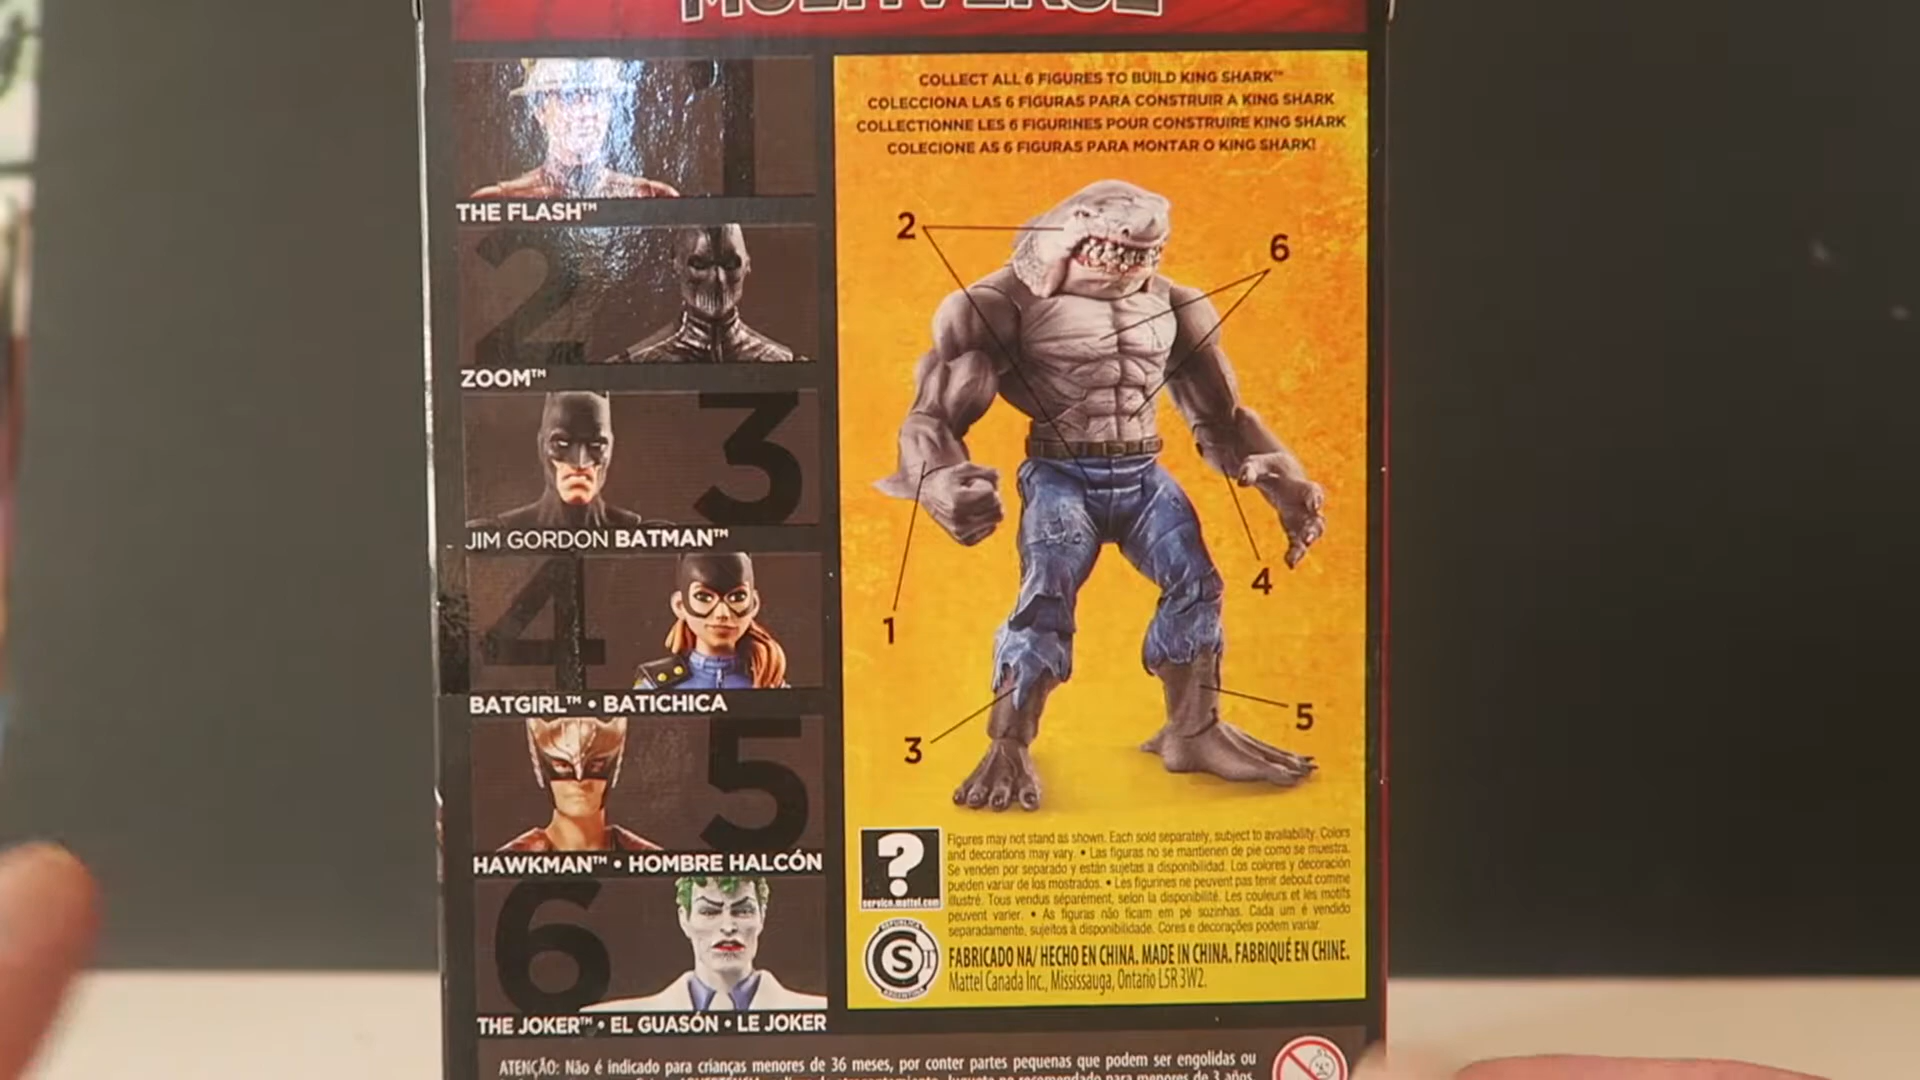 MULTIVERSE
1
THE FLASH™
2
ZOOM™
3
JIM GORDON BATMAN™
4
BATGIRL™ • BATICHICA
5
HAWKMAN™ • HOMBRE HALCÓN
6
THE JOKER™ • EL GUASÓN • LE JOKER
COLLECT ALL 6 FIGURES TO BUILD KING SHARK™
COLECCIONA LAS 6 FIGURAS PARA CONSTRUIR A KING SHARK
COLLECTIONNE LES 6 FIGURINES POUR CONSTRUIRE KING SHARK
COLECIONE AS 6 FIGURAS PARA MONTAR O KING SHARK!
2
6
4
1
5
3
?
service.mattel.com
Figures may not stand as shown. Each sold separately, subject to availability. Colors
and decorations may vary. • Las figuras no se mantienen de pie como se muestra.
Se venden por separado y están sujetas a disponibilidad. Los colores y decoración
pueden variar de los mostrados. • Les figurines ne peuvent pas tenir debout comme
illustré. Tous vendus séparément, selon la disponibilité. Les couleurs et les motifs
peuvent varier. • As figuras não ficam em pé sozinhas. Cada um é vendido
separadamente, sujeitos à disponibilidade. Cores e decorações podem variar.
REPUBLICA
S
ARGENTINA
FABRICADO NA/ HECHO EN CHINA. MADE IN CHINA. FABRIQUÉ EN CHINE.
Mattel Canada Inc., Mississauga, Ontario L5R 3W2.
ATENÇÃO: Não é indicado para crianças menores de 36 meses, por conter partes pequenas que podem ser engolidas ou